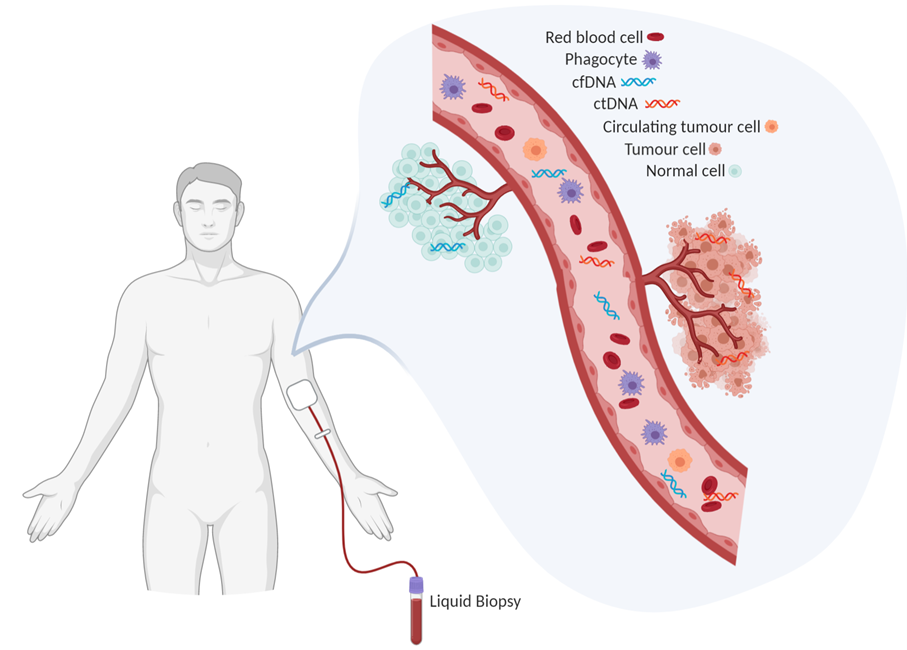 Red blood cell
Phagocyte
cfDNA
ctDNA
Circulating tumour cell
Tumour cell
Normal cell
Liquid Biopsy